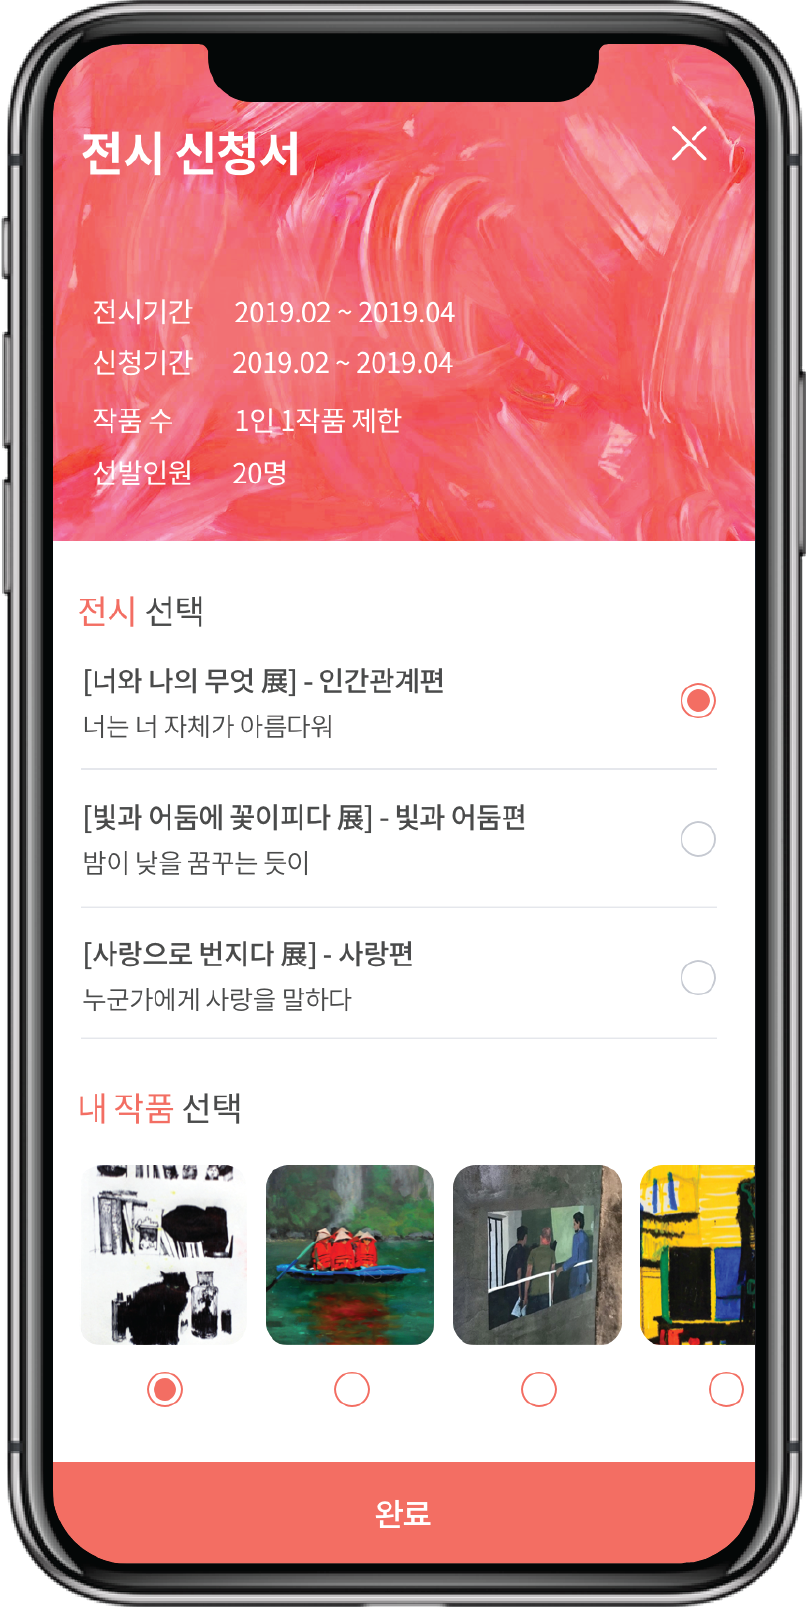 전시 신청서
전시기간 2019.02 ~ 2019.04
신청기간 2019.02 ~ 2019.04
작품 수 1인 1작품 제한
선발인원 20명
전시 선택
[너와 나의 무엇 展] - 인간관계편
너는 너 자체가 아름다워
[빛과 어둠에 꽃이피다 展] - 빛과 어둠편
밤이 낮을 꿈꾸는 듯이
[사랑으로 번지다 展] - 사랑편
누군가에게 사랑을 말하다
내 작품 선택
완료